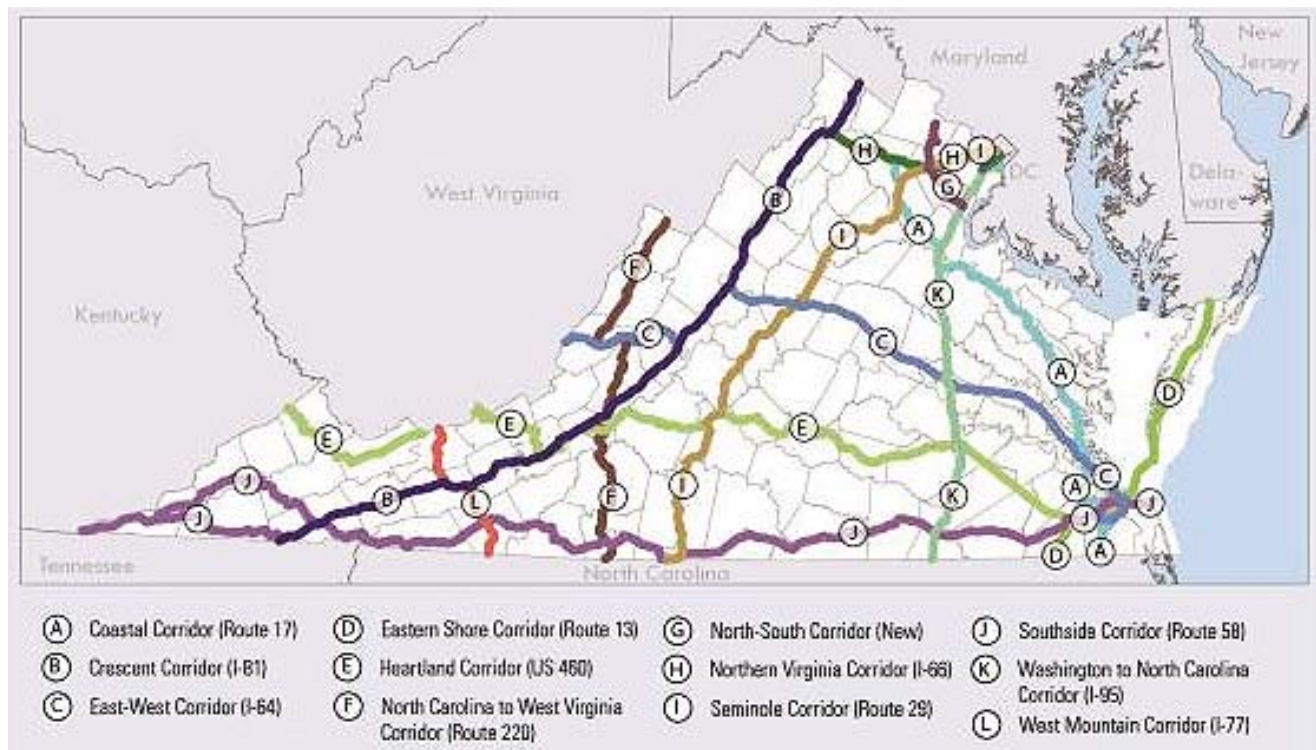 Maryland
New
Jersey
H
H
I
DC
Dela-
ware
West Virginia
B
G
A
I
F
K
Kentucky
C
C
A
D
E
E
E
J
I
F
K
A
C
B
L
J
J
J
J
D
A
Tennessee
North Carolina
A Coastal Corridor (Route 17)
B Crescent Corridor (I-81)
C East-West Corridor (I-64)
D Eastern Shore Corridor (Route 13)
E Heartland Corridor (US 460)
F North Carolina to West Virginia
Corridor (Route 220)
G North-South Corridor (New)
H Northern Virginia Corridor (I-66)
I Seminole Corridor (Route 29)
J Southside Corridor (Route 58)
K Washington to North Carolina
Corridor (I-95)
L West Mountain Corridor (I-77)